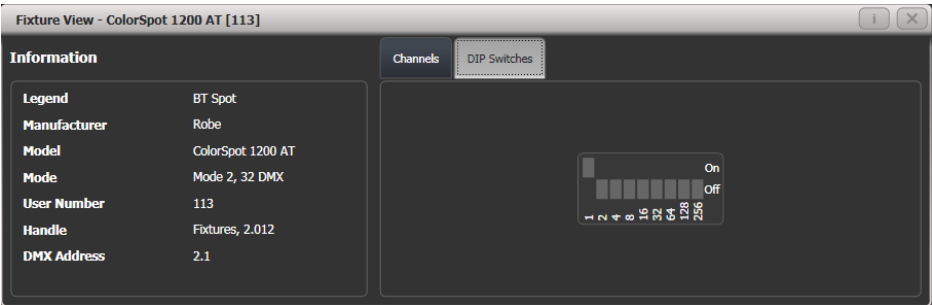 Fixture View - ColorSpot 1200 AT [113]
i X
Information
Channels DIP Switches
Legend BT Spot
Manufacturer Robe
Model ColorSpot 1200 AT
Mode Mode 2, 32 DMX
User Number 113
Handle Fixtures, 2.012
DMX Address 2.1
On
Off
1 2 4 8 16 32 64 128 256